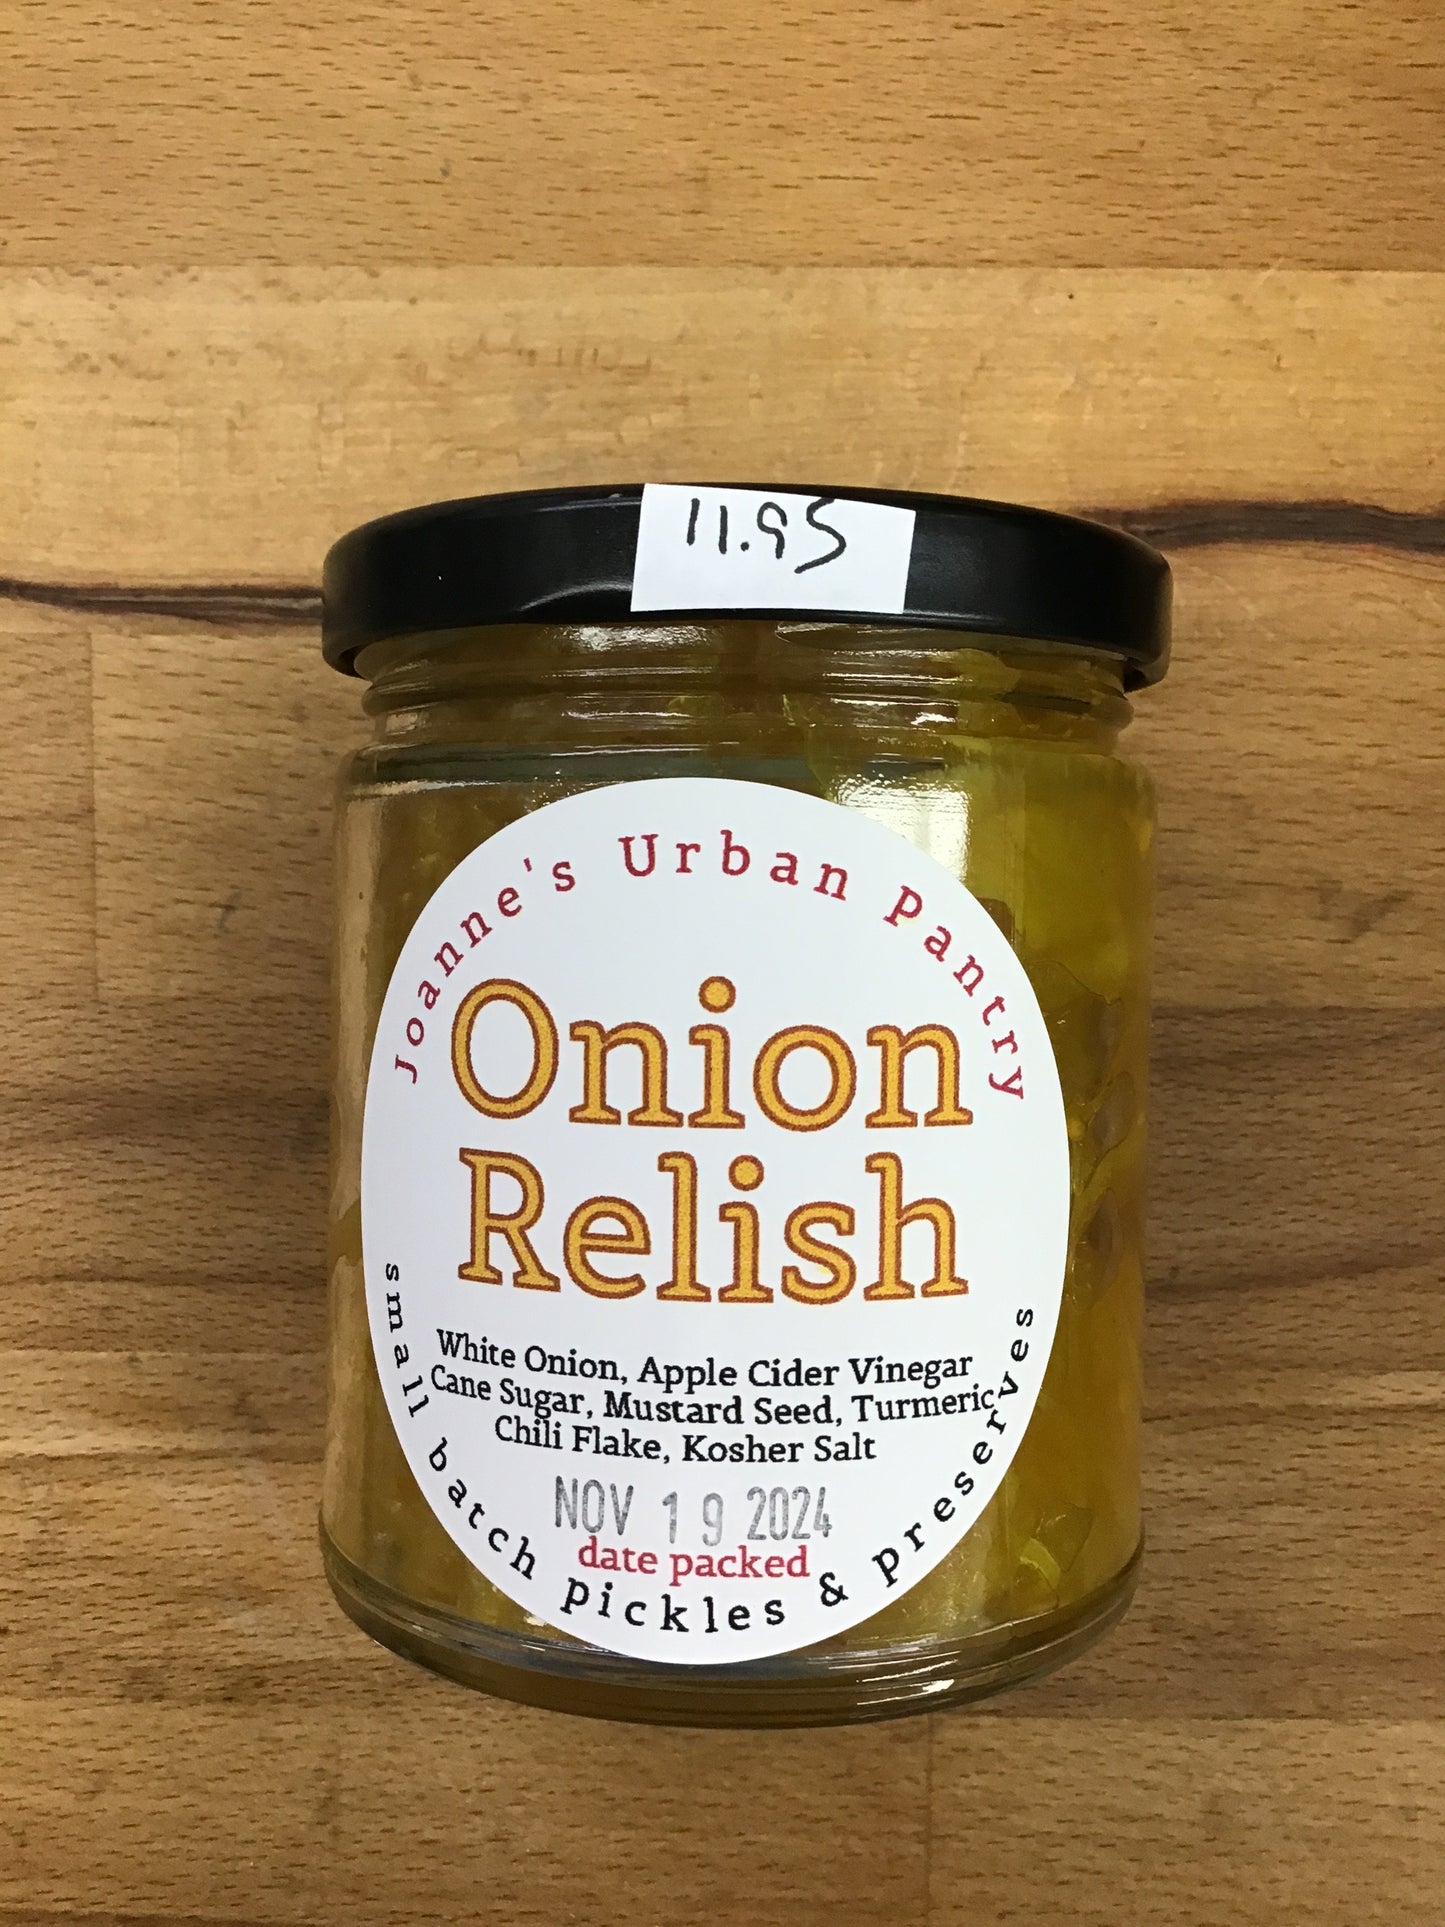 11.95
Joanne's Urban Pantry
Onion
Relish
White Onion, Apple Cider Vinegar
Cane Sugar, Mustard Seed, Turmeric
Chili Flake, Kosher Salt
NOV 19 2024
date packed
small batch pickles & preserves